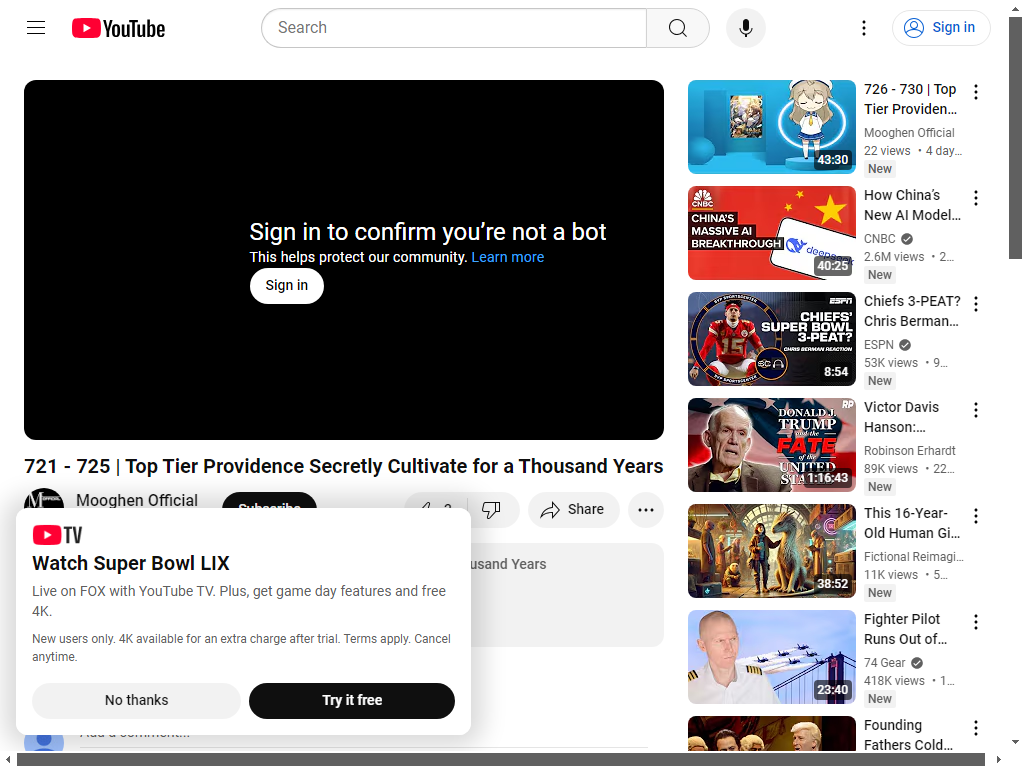 YouTube
Search
Sign in
Sign in to confirm you’re not a bot
This helps protect our community. Learn more
Sign in
721 - 725 | Top Tier Providence Secretly Cultivate for a Thousand Years
Mooghen Official
Subscribe
2
Share
usand Years
TV
Watch Super Bowl LIX
Live on FOX with YouTube TV. Plus, get game day features and free
4K.
New users only. 4K available for an extra charge after trial. Terms apply. Cancel
anytime.
No thanks
Try it free
Add a comment...
43:30
726 - 730 | Top
Tier Providen...
Mooghen Official
22 views • 4 day...
New
CNBC
CHINA'S
MASSIVE AI
BREAKTHROUGH
deepseek
40:25
How China’s
New AI Model...
CNBC
2.6M views • 2...
New
ESPN
CHIEFS'
SUPER BOWL
3-PEAT?
CHRIS BERMAN REACTION
15
8:54
Chiefs 3-PEAT?
Chris Berman...
ESPN
53K views • 9...
New
RP
DONALD J.
TRUMP
and the
FATE
of the
UNITED
STA
1:16:43
Victor Davis
Hanson:...
Robinson Erhardt
89K views • 22...
New
38:52
This 16-Year-
Old Human Gi...
Fictional Reimagi...
11K views • 5...
New
23:40
Fighter Pilot
Runs Out of...
74 Gear
418K views • 1...
New
Founding
Fathers Cold...